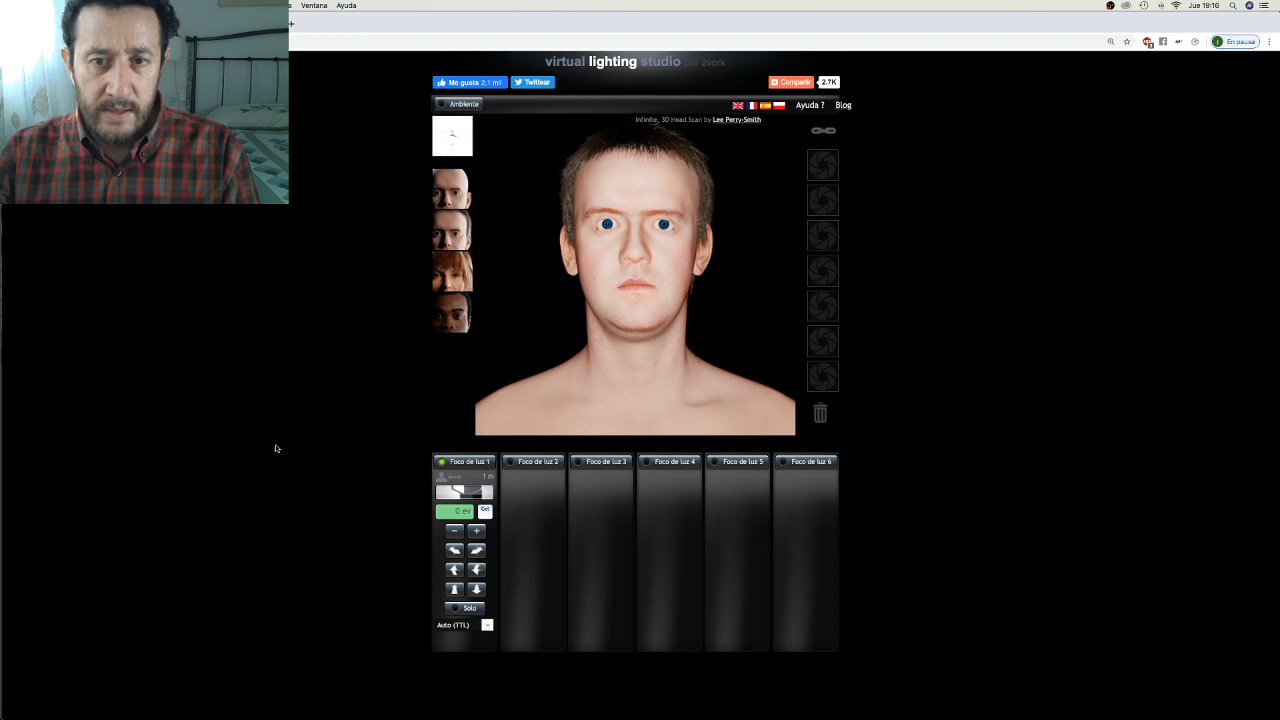 Ventana Ayuda
Jue 19:16
En pausa
virtual lighting studio por zvork
Me gusta 2,1 mil
Twittear
Compartir
2.7K
Ambiente
Ayuda ?
Blog
Infinite, 3D Head Scan by Lee Perry-Smith
Foco de luz 1
Foco de luz 2
Foco de luz 3
Foco de luz 4
Foco de luz 5
Foco de luz 6
1 m
0 ev
Gel
Solo
Auto (TTL)